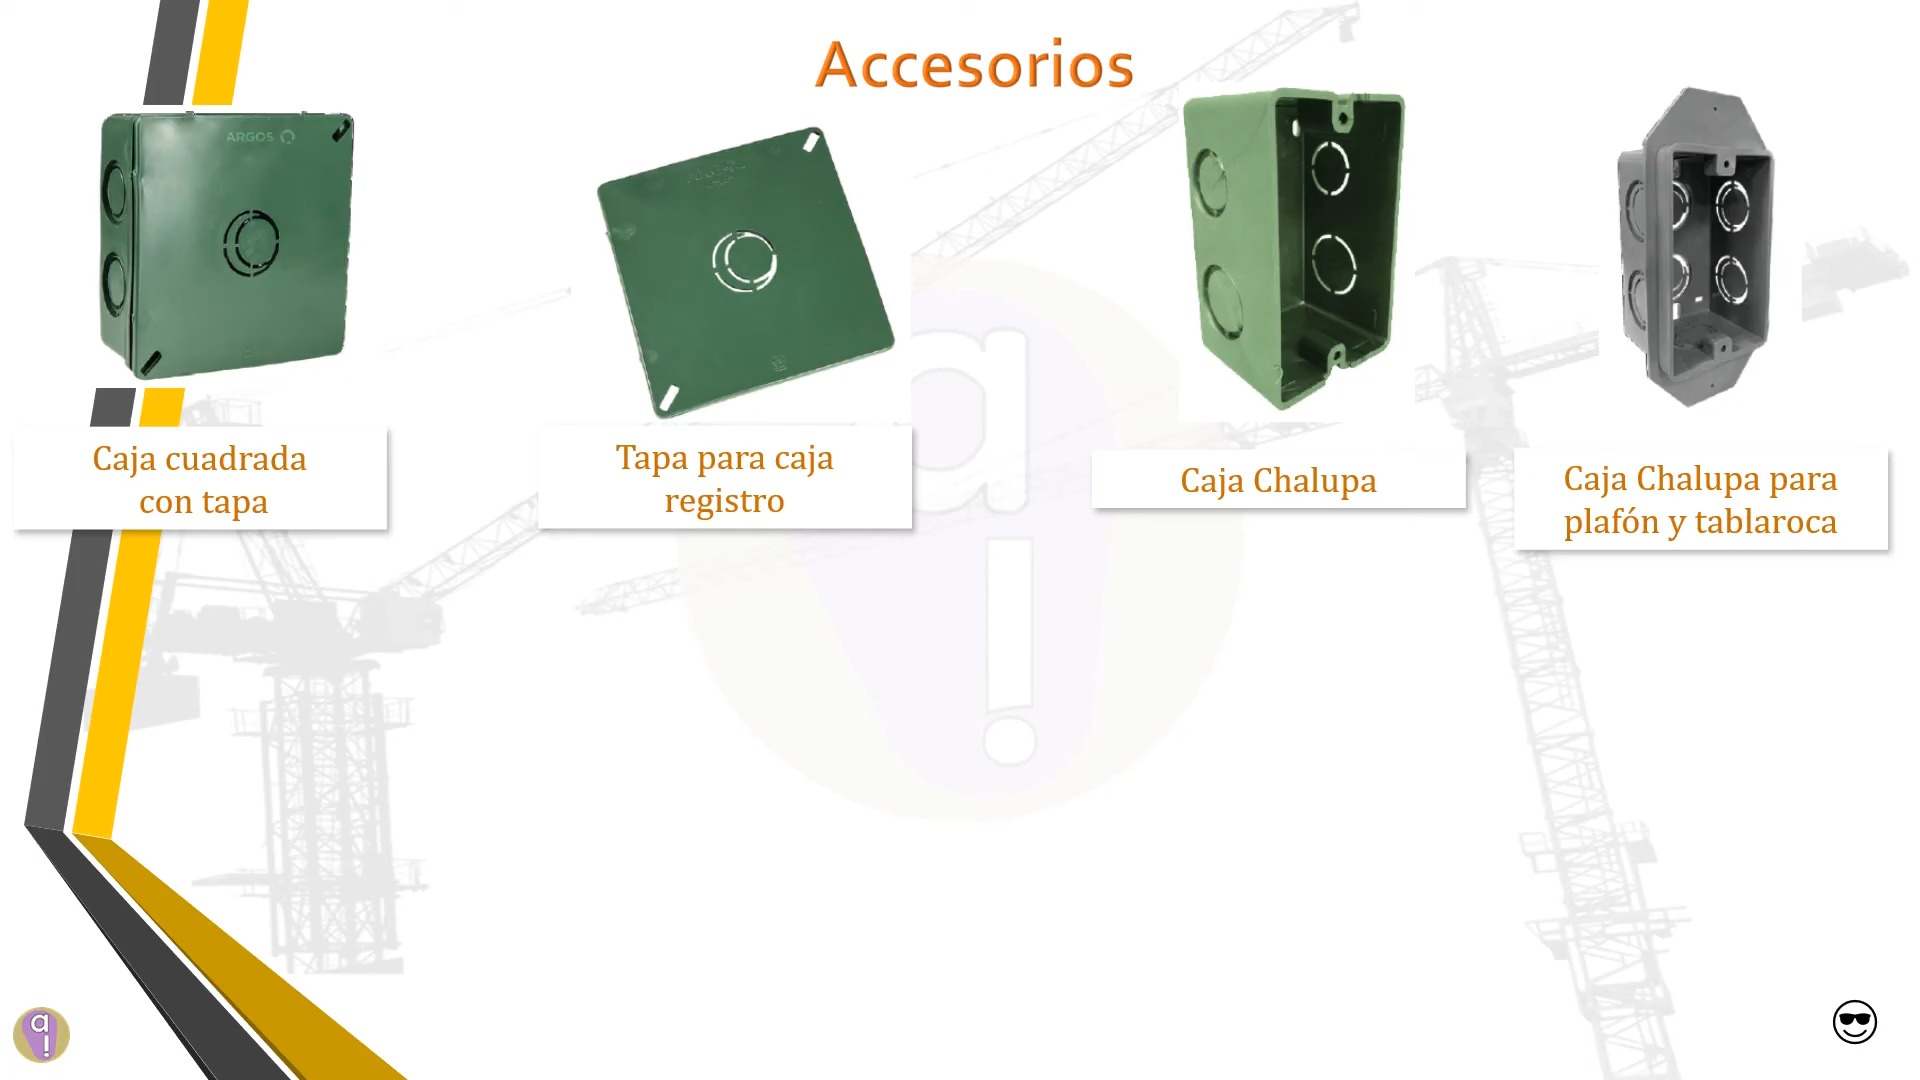 Accesorios
ARGOS
Caja cuadrada
con tapa
Tapa para caja
registro
Caja Chalupa
Caja Chalupa para
plafón y tablaroca
a
a